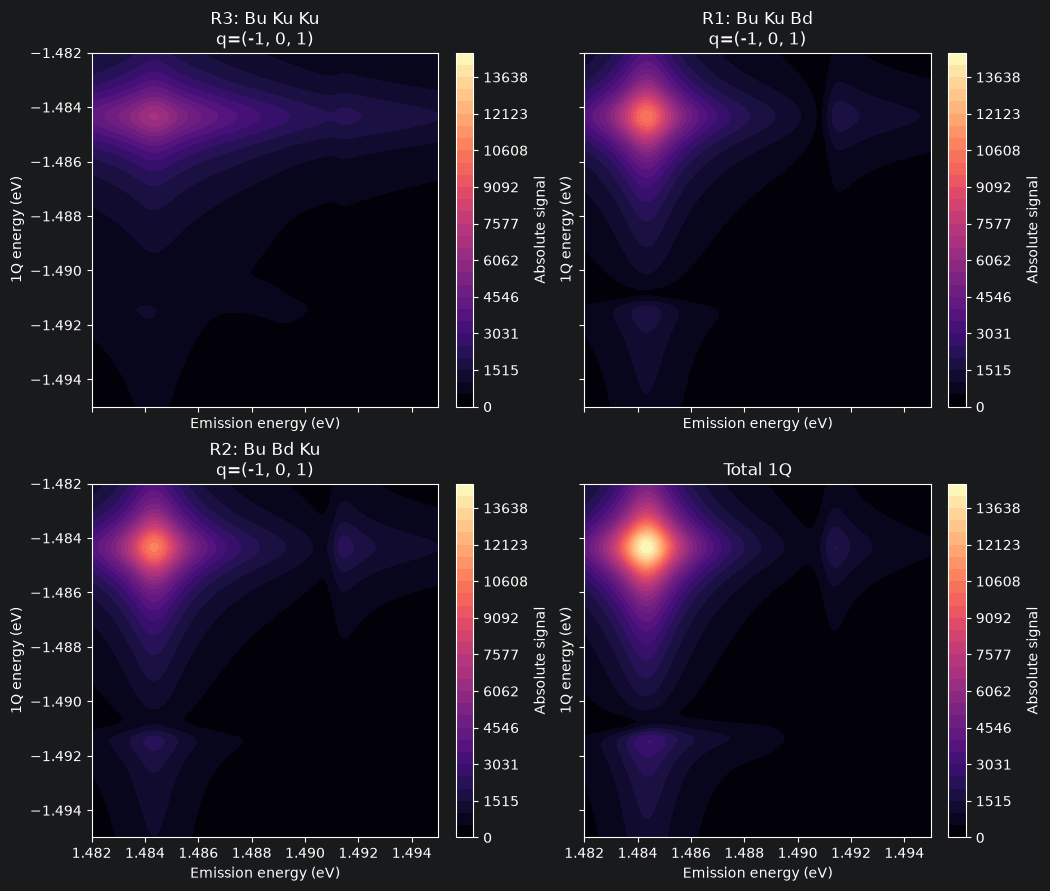 R3: Bu Ku Ku
q=(-1, 0, 1)
−1.482
−1.484
−1.486
−1.488
−1.490
−1.492
−1.494
1Q energy (eV)
Emission energy (eV)
13638
12123
10608
9092
7577
6062
4546
3031
1515
0
Absolute signal
R1: Bu Ku Bd
q=(-1, 0, 1)
1Q energy (eV)
Emission energy (eV)
13638
12123
10608
9092
7577
6062
4546
3031
1515
0
Absolute signal
R2: Bu Bd Ku
q=(-1, 0, 1)
−1.482
−1.484
−1.486
−1.488
−1.490
−1.492
−1.494
1Q energy (eV)
1.482 1.484 1.486 1.488 1.490 1.492 1.494
Emission energy (eV)
13638
12123
10608
9092
7577
6062
4546
3031
1515
0
Absolute signal
Total 1Q
1Q energy (eV)
1.482 1.484 1.486 1.488 1.490 1.492 1.494
Emission energy (eV)
13638
12123
10608
9092
7577
6062
4546
3031
1515
0
Absolute signal